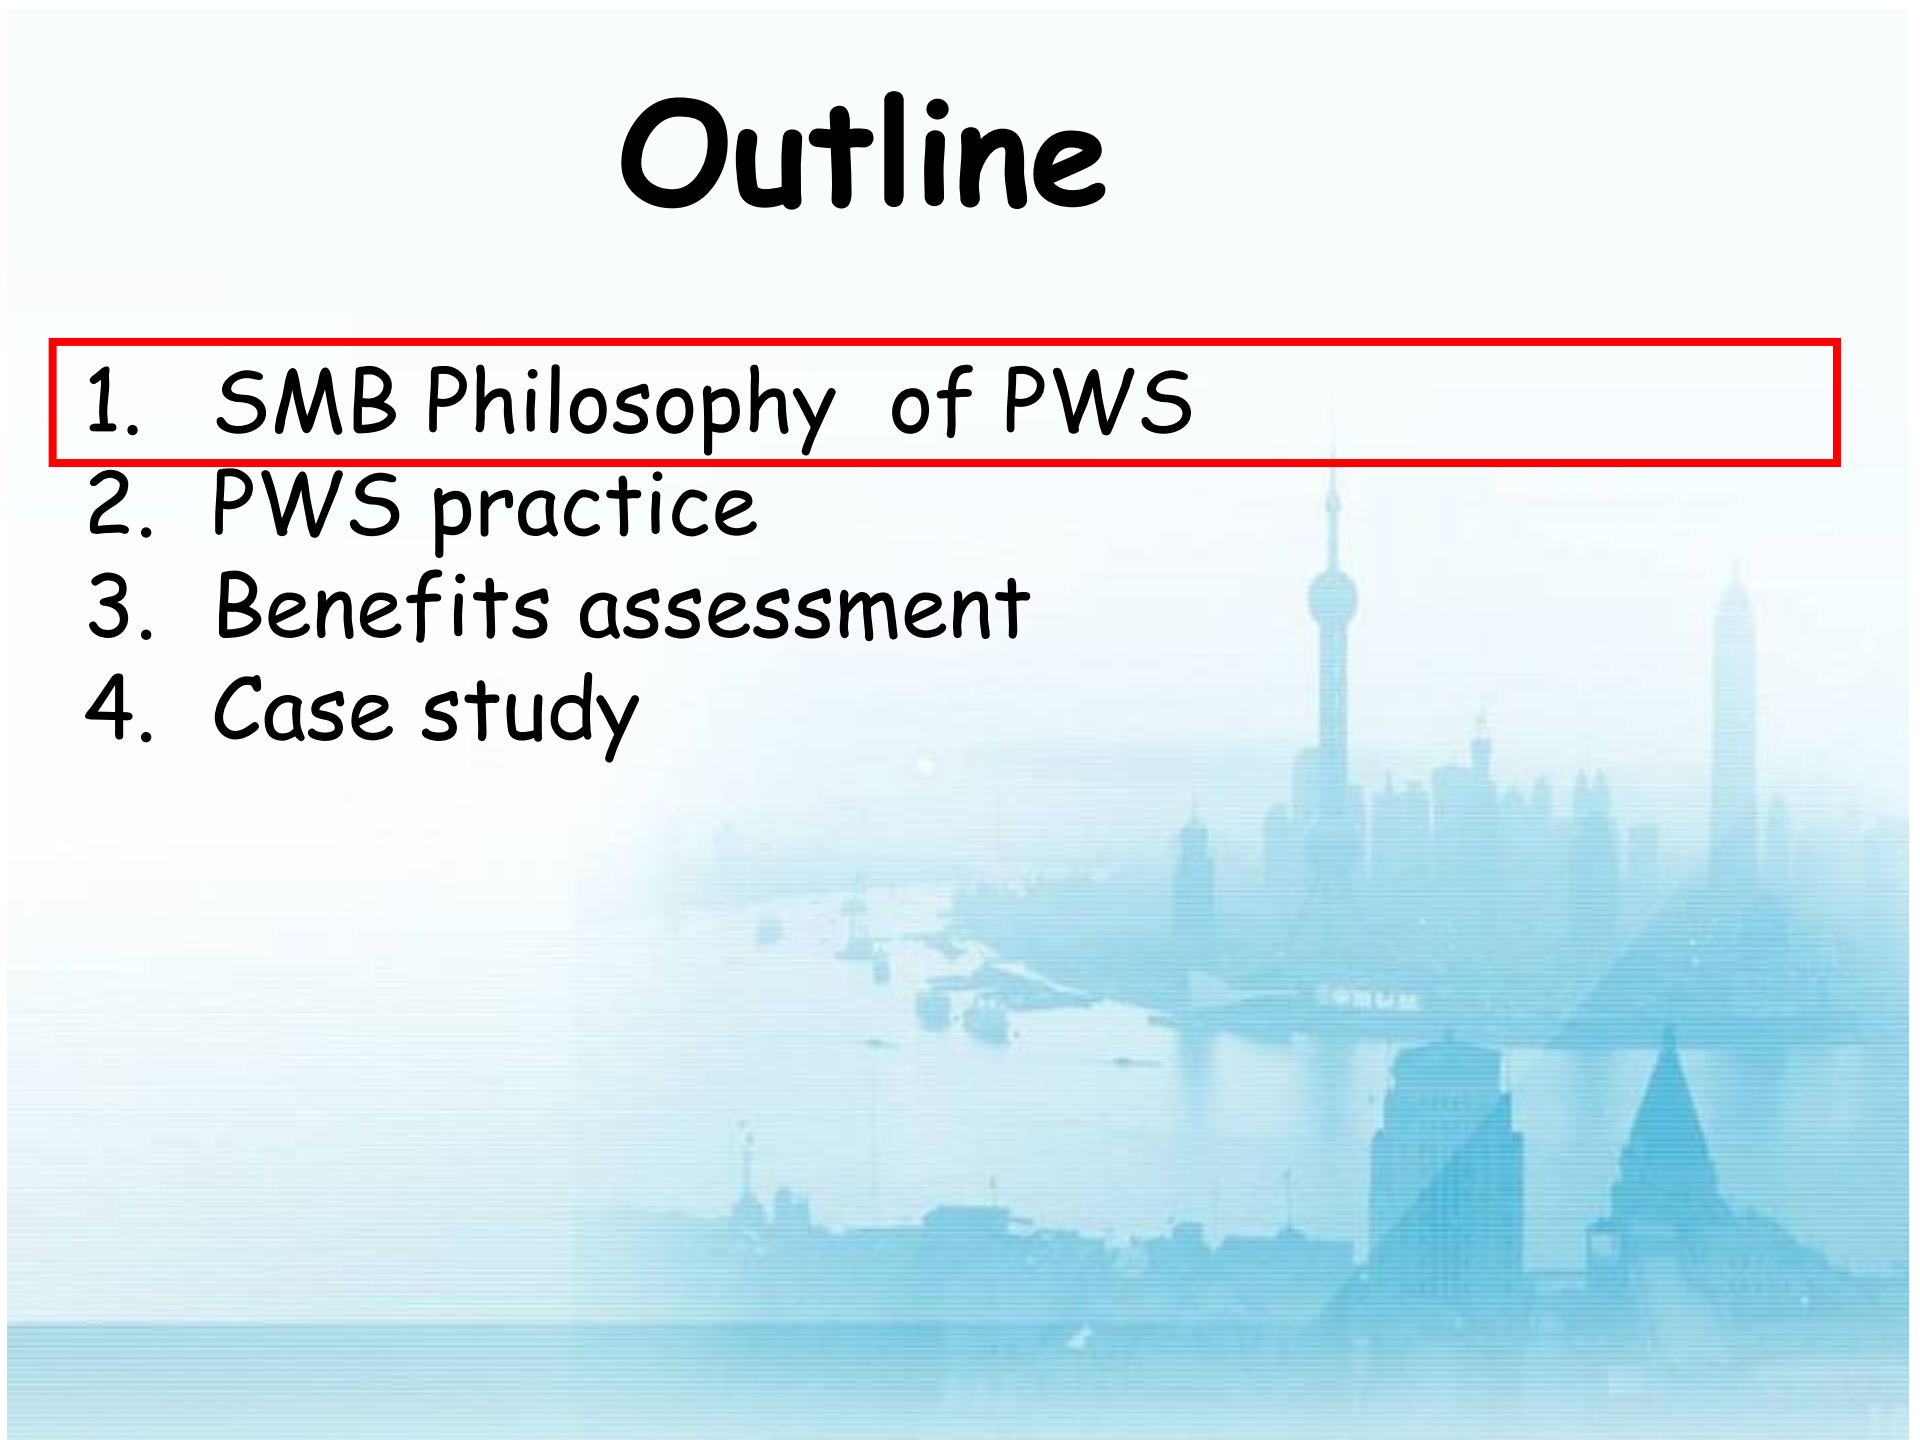 Outline
1. SMB Philosophy of PWS
2. PWS practice
3. Benefits assessment
4. Case study